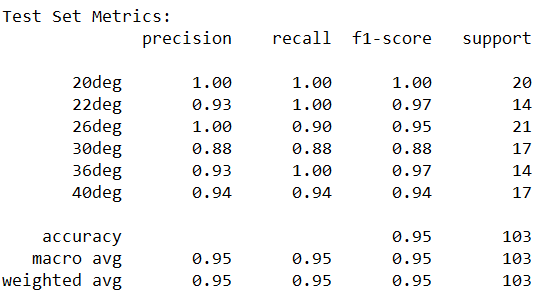 Test Set Metrics:
precision recall f1-score support
20deg 1.00 1.00 1.00 20
22deg 0.93 1.00 0.97 14
26deg 1.00 0.90 0.95 21
30deg 0.88 0.88 0.88 17
36deg 0.93 1.00 0.97 14
40deg 0.94 0.94 0.94 17
accuracy 0.95 103
macro avg 0.95 0.95 0.95 103
weighted avg 0.95 0.95 0.95 103